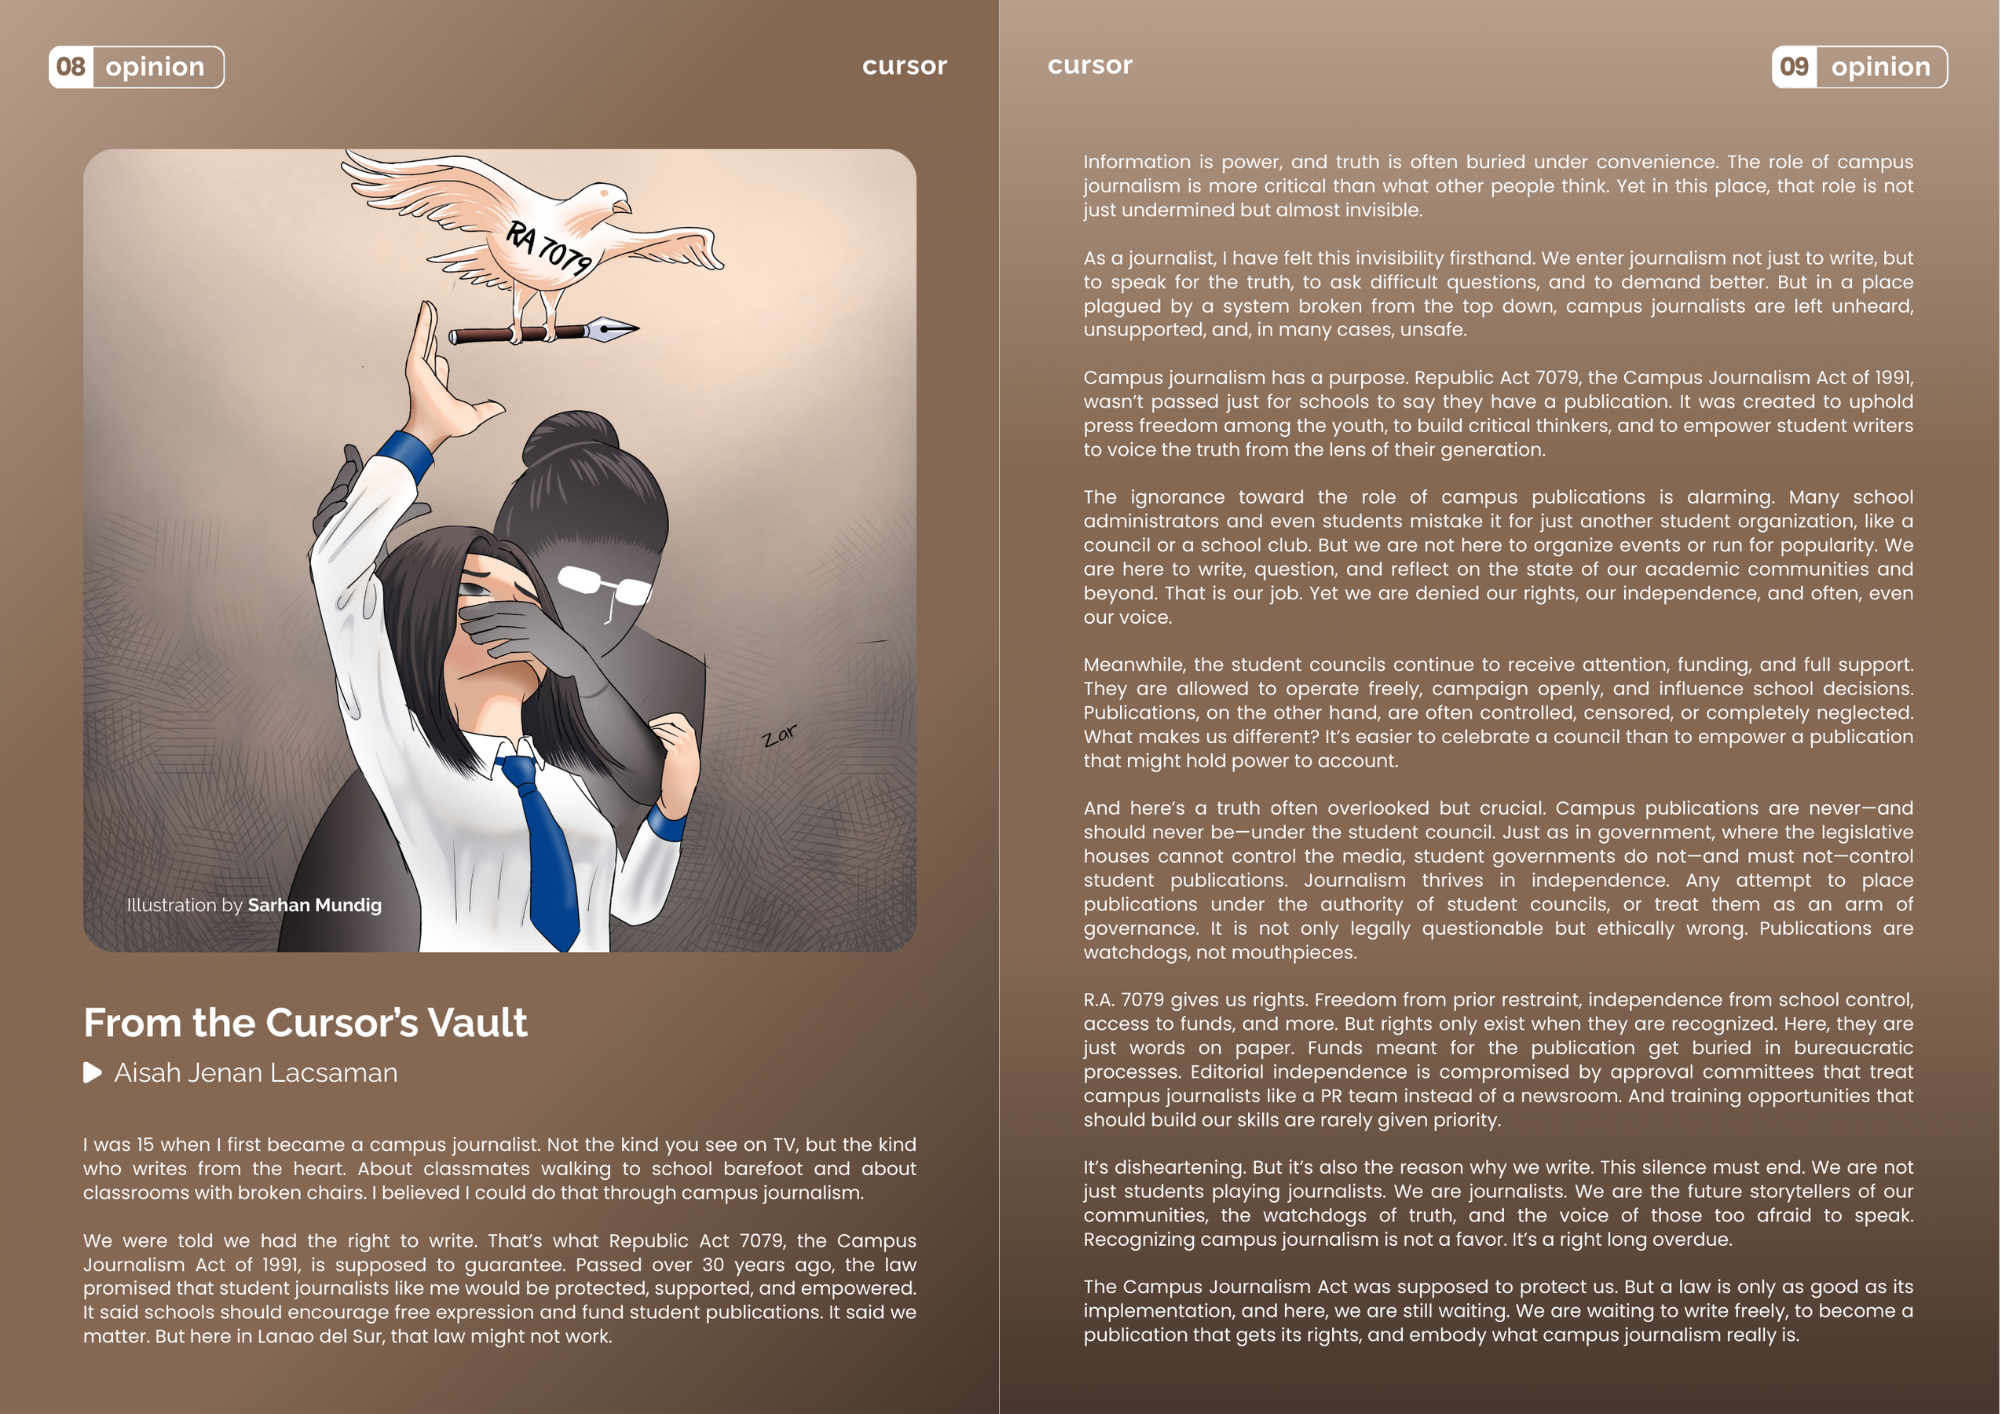 08 opinion
cursor
RA 7079
Zar
Illustration by Sarhan Mundig
From the Cursor's Vault
Aisah Jenan Lacsaman
I was 15 when I first became a campus journalist. Not the kind you see on TV, but the kind
who writes from the heart. About classmates walking to school barefoot and about
classrooms with broken chairs. I believed I could do that through campus journalism.
We were told we had the right to write. That's what Republic Act 7079, the Campus
Journalism Act of 1991, is supposed to guarantee. Passed over 30 years ago, the law
promised that student journalists like me would be protected, supported, and empowered.
It said schools should encourage free expression and fund student publications. It said we
matter. But here in Lanao del Sur, that law might not work.
cursor
09 opinion
Information is power, and truth is often buried under convenience. The role of campus
journalism is more critical than what other people think. Yet in this place, that role is not
just undermined but almost invisible.
As a journalist, I have felt this invisibility firsthand. We enter journalism not just to write, but
to speak for the truth, to ask difficult questions, and to demand better. But in a place
plagued by a system broken from the top down, campus journalists are left unheard,
unsupported, and, in many cases, unsafe.
Campus journalism has a purpose. Republic Act 7079, the Campus Journalism Act of 1991,
wasn't passed just for schools to say they have a publication. It was created to uphold
press freedom among the youth, to build critical thinkers, and to empower student writers
to voice the truth from the lens of their generation.
The ignorance toward the role of campus publications is alarming. Many school
administrators and even students mistake it for just another student organization, like a
council or a school club. But we are not here to organize events or run for popularity. We
are here to write, question, and reflect on the state of our academic communities and
beyond. That is our job. Yet we are denied our rights, our independence, and often, even
our voice.
Meanwhile, the student councils continue to receive attention, funding, and full support.
They are allowed to operate freely, campaign openly, and influence school decisions.
Publications, on the other hand, are often controlled, censored, or completely neglected.
What makes us different? It's easier to celebrate a council than to empower a publication
that might hold power to account.
And here's a truth often overlooked but crucial. Campus publications are never—and
should never be—under the student council. Just as in government, where the legislative
houses cannot control the media, student governments do not—and must not—control
student publications. Journalism thrives in independence. Any attempt to place
publications under the authority of student councils, or treat them as an arm of
governance. It is not only legally questionable but ethically wrong. Publications are
watchdogs, not mouthpieces.
R.A. 7079 gives us rights. Freedom from prior restraint, independence from school control,
access to funds, and more. But rights only exist when they are recognized. Here, they are
just words on paper. Funds meant for the publication get buried in bureaucratic
processes. Editorial independence is compromised by approval committees that treat
campus journalists like a PR team instead of a newsroom. And training opportunities that
should build our skills are rarely given priority.
It's disheartening. But it's also the reason why we write. This silence must end. We are not
just students playing journalists. We are journalists. We are the future storytellers of our
communities, the watchdogs of truth, and the voice of those too afraid to speak.
Recognizing campus journalism is not a favor. It's a right long overdue.
The Campus Journalism Act was supposed to protect us. But a law is only as good as its
implementation, and here, we are still waiting. We are waiting to write freely, to become a
publication that gets its rights, and embody what campus journalism really is.